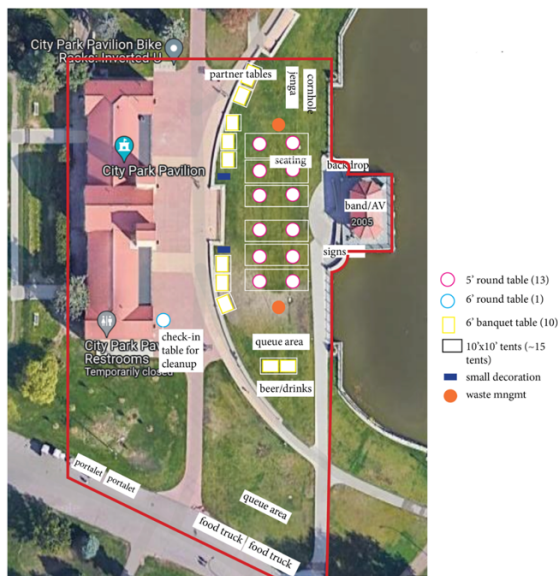 City Park Pavilion Bike
Racks: Inverted U
partner tables
jenga
cornhole
seating
City Park Pavilion
backdrop
band/AV
2005
signs
City Park Pa
Restrooms
Temporarily closed
check-in
table for
cleanup
queue area
beer/drinks
portalet
portalet
queue area
food truck
food truck
5' round table (13)
6' round table (1)
6' banquet table (10)
10'x10' tents (~15
tents)
small decoration
waste mngmt